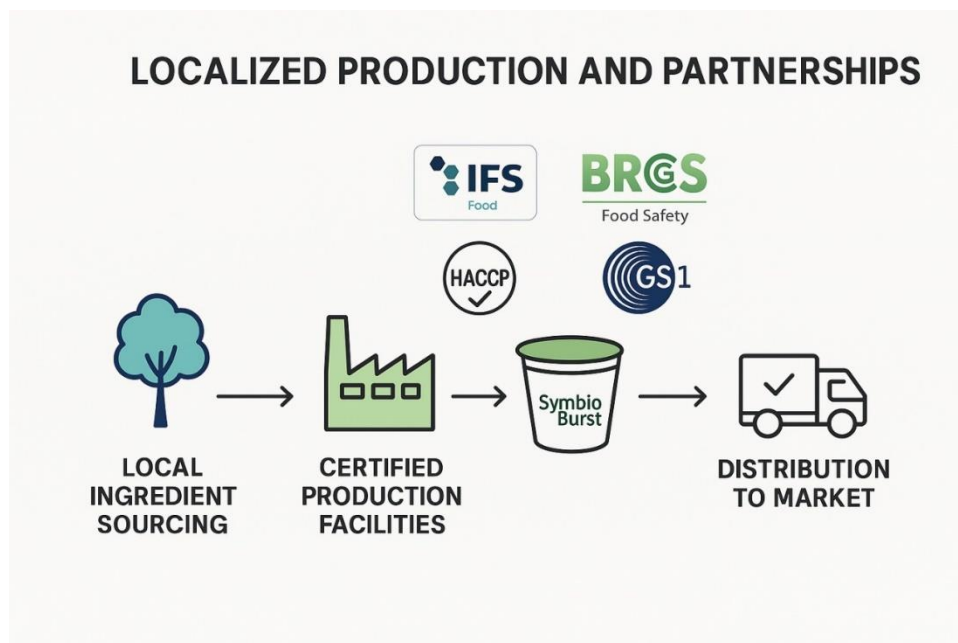 LOCALIZED PRODUCTION AND PARTNERSHIPS
IFS
Food
BRCGS
Food Safety
HACCP
GS1
Symbio
Burst
LOCAL
INGREDIENT
SOURCING
CERTIFIED
PRODUCTION
FACILITIES
DISTRIBUTION
TO MARKET